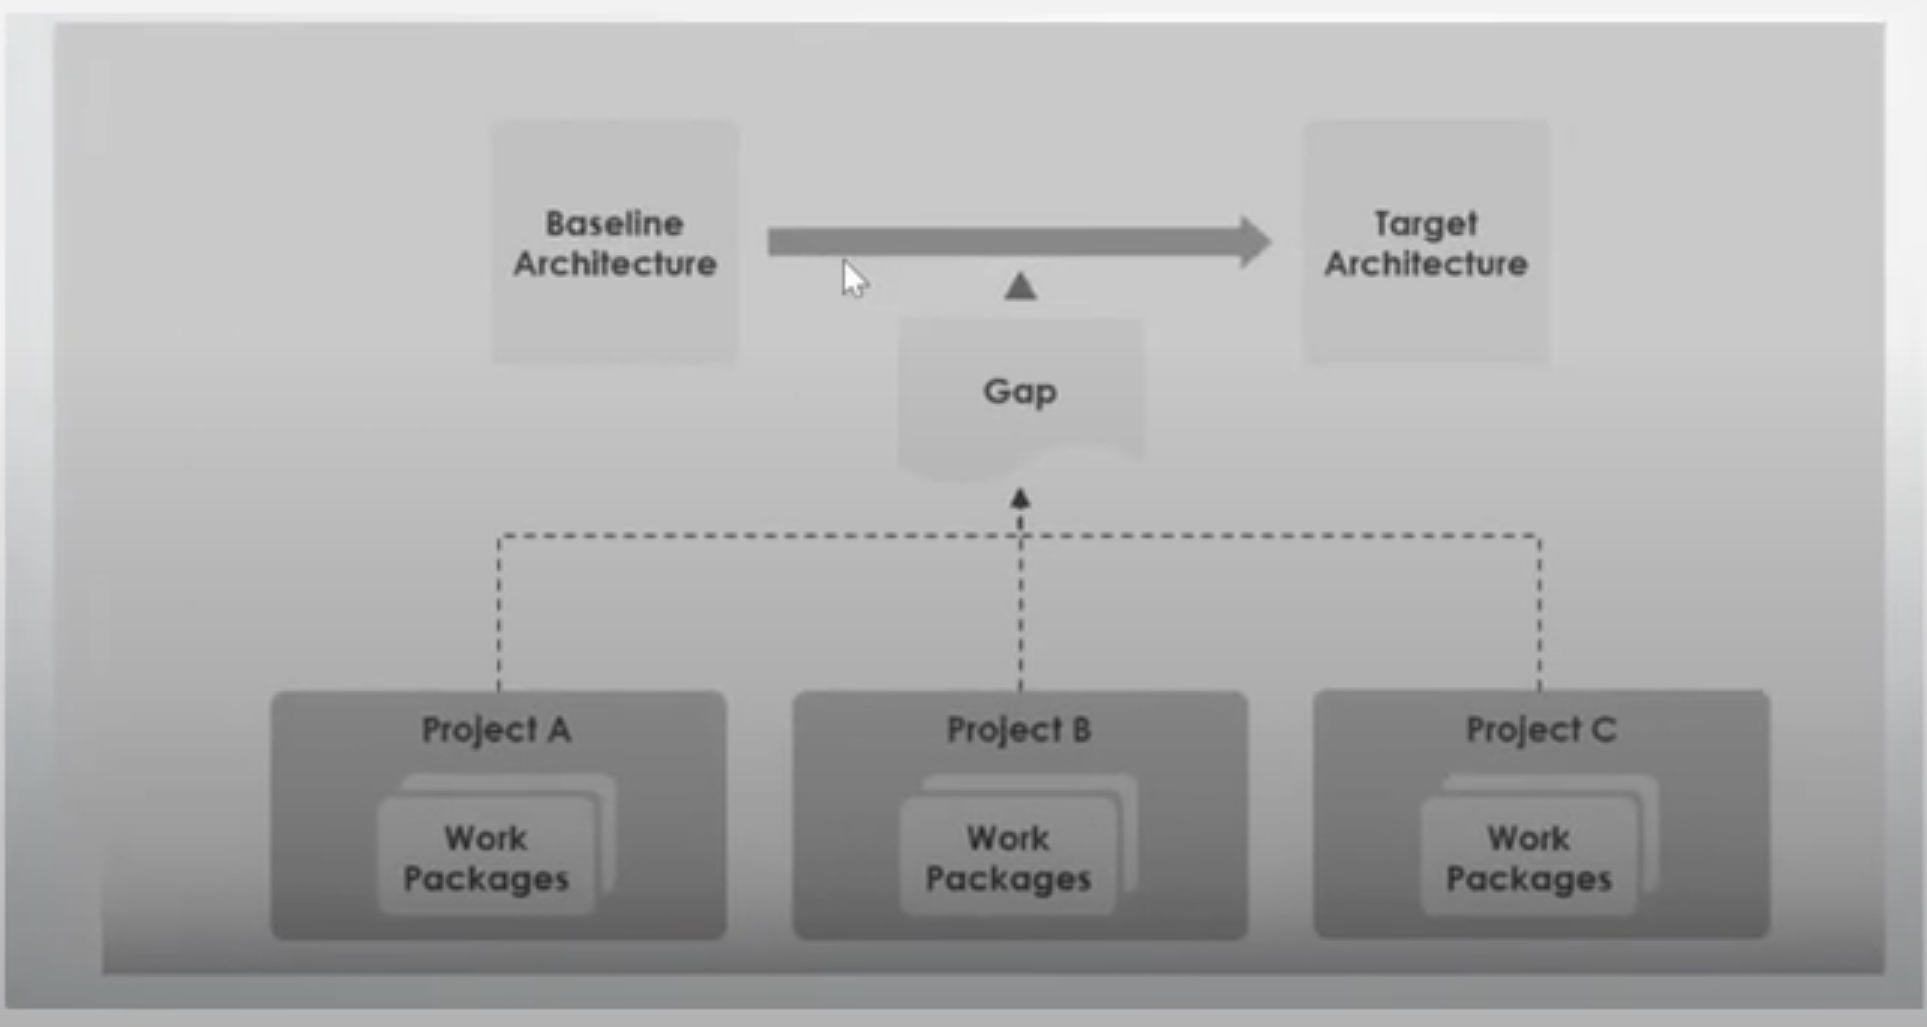 Baseline
Architecture
Target
Architecture
Gap
Project A
Work
Packages
Project B
Work
Packages
Project C
Work
Packages